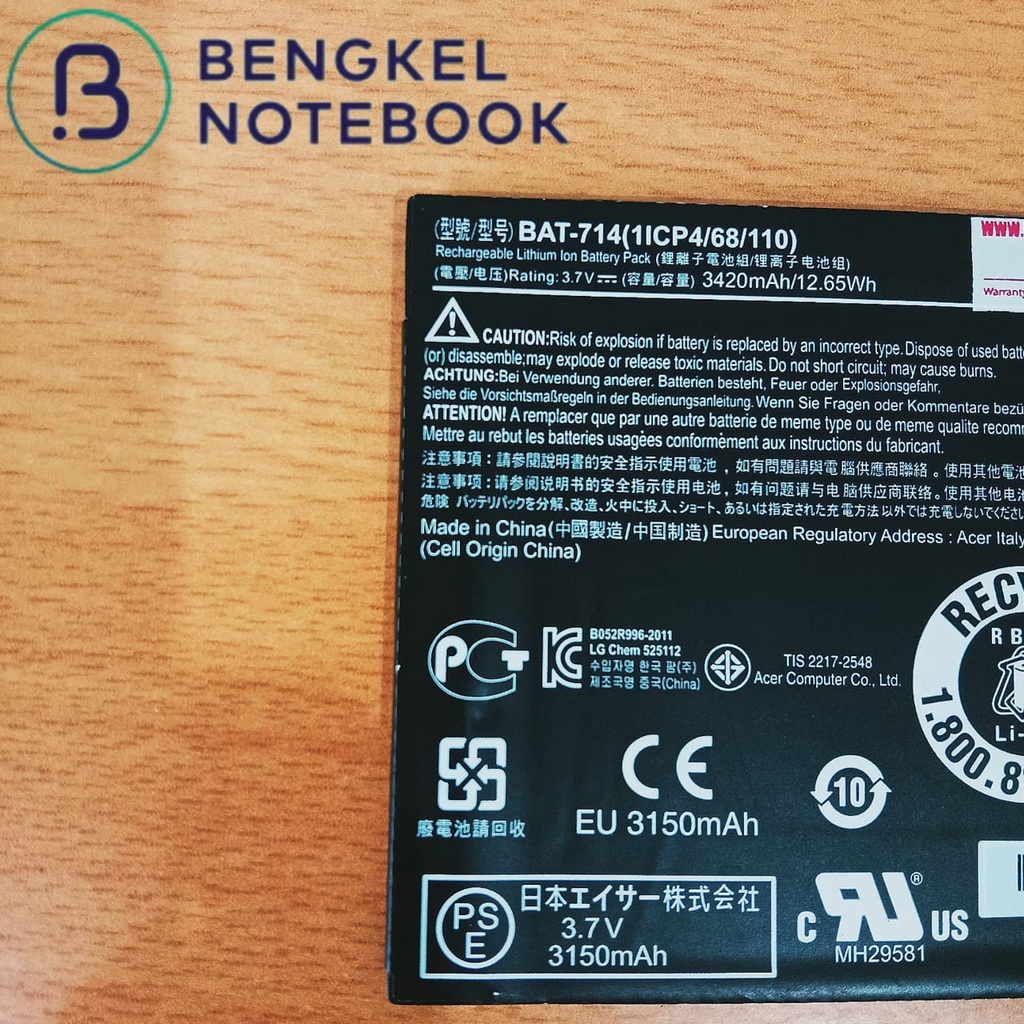 BENGKEL
NOTEBOOK
(型號/型号) BAT-714(1ICP4/68/110)
Rechargeable Lithium Ion Battery Pack (鋰離子電池組/锂离子电池组)
(電壓/电压)Rating: 3.7V⎓ (容量/容量) 3420mAh/12.65Wh
WWW.
Warranty
CAUTION:Risk of explosion if battery is replaced by an incorrect type. Dispose of used
(or) disassemble;may explode or release toxic materials. Do not short circuit; may cause burns.
ACHTUNG:Bei Verwendung anderer. Batterien besteht, Feuer oder Explosionsgefahr,
Siehe die Vorsichtsmaßregeln in der Bedienungsanleitung. Wenn Sie Fragen oder Kommentare
ATTENTION! A remplacer que par une autre batterie de meme type ou de meme qualite
Mettre au rebut les batteries usagées conformément aux instructions du fabricant.
注意事項：請參閱說明書的安全指示使用電池，如有問題請與電腦供應商聯絡。使用其他電池
注意事项：请参阅说明书的安全指示使用电池，如有问题请与电脑供应商联络。使用其他电池
危険 バッテリパックを分解、改造、火中に投入、ショート、あるいは指定された充電方法以外では充電しないでください
Made in China(中國製造/中国制造) European Regulatory Address : Acer Italy
(Cell Origin China)
B052R996-2011
LG Chem 525112
수입자명 한국 팜(주)
제조국명 중국(China)
TIS 2217-2548
Acer Computer Co., Ltd.
REC
RB
Li-
1.800.8
廢電池請回收
CE
EU 3150mAh
10
PS
E
日本エイサー株式会社
3.7V
3150mAh
C RU® US
MH29581